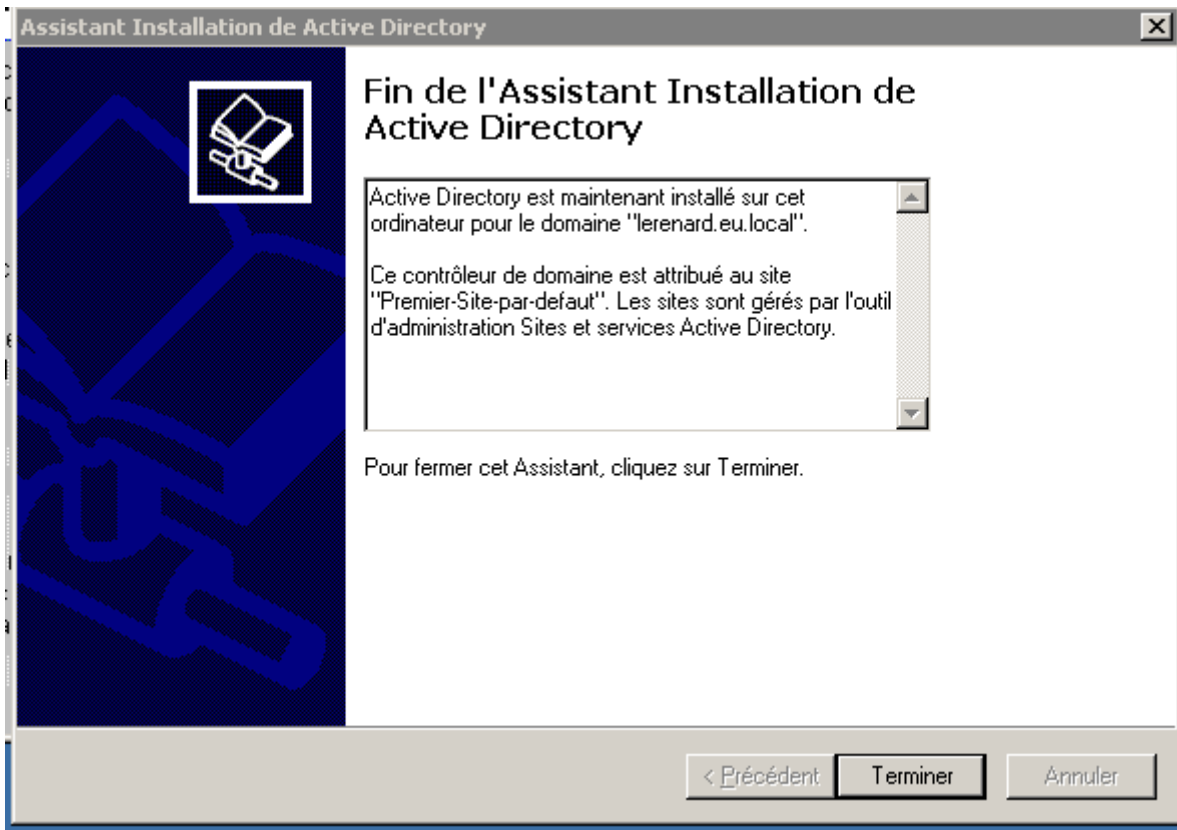 Assistant Installation de Active Directory
Fin de l'Assistant Installation de
Active Directory
Active Directory est maintenant installé sur cet
ordinateur pour le domaine "lerenard.eu.local".
Ce contrôleur de domaine est attribué au site
"Premier-Site-par-defaut". Les sites sont gérés par l'outil
d'administration Sites et services Active Directory.
Pour fermer cet Assistant, cliquez sur Terminer.
< Précédent
Terminer
Annuler